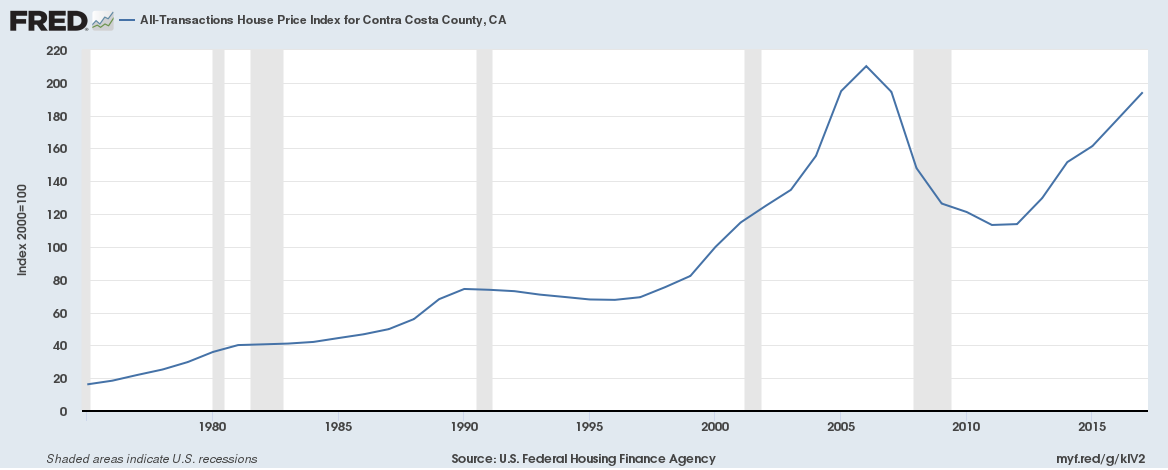 FRED
All-Transactions House Price Index for Contra Costa County, CA
Index 2000=100
220
200
180
160
140
120
100
80
60
40
20
0
1980 1985 1990 1995 2000 2005 2010 2015
Shaded areas indicate U.S. recessions
Source: U.S. Federal Housing Finance Agency
myf.red/g/klV2